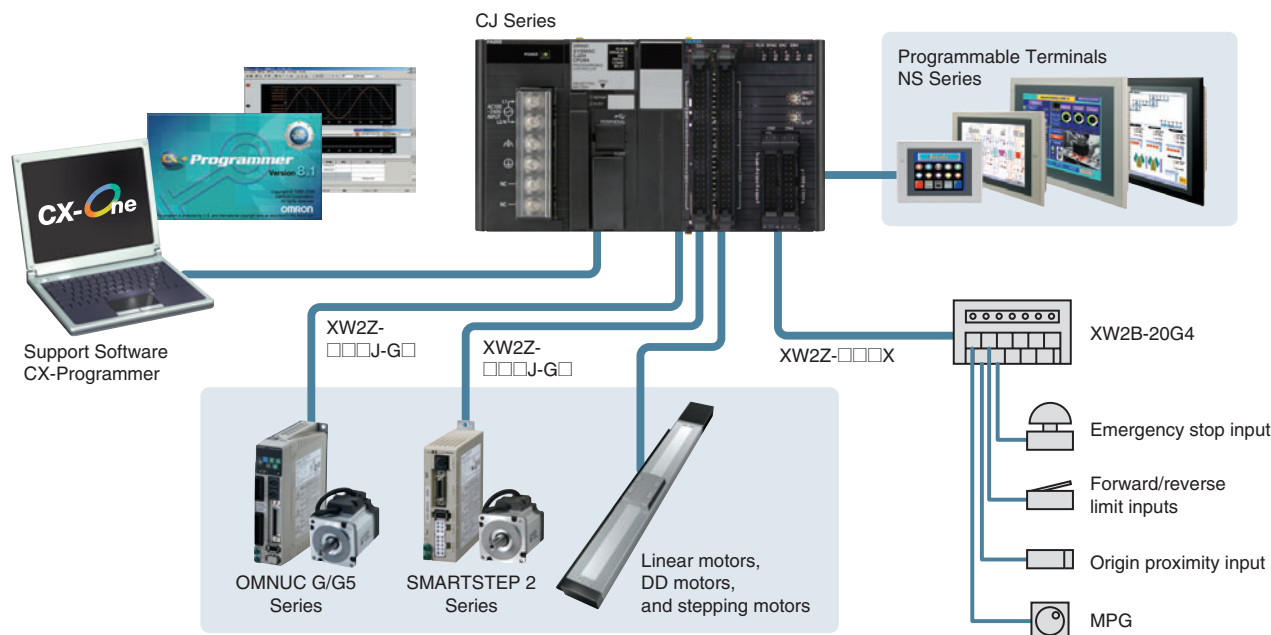 CJ Series
POWER
Programmable Terminals
NS Series
CX-Programmer
Version 8.1
OMRON
CX-One
Support Software
CX-Programmer
XW2Z-
□□□J-G□
XW2Z-
□□□J-G□
XW2Z-□□□X
XW2B-20G4
Emergency stop input
Forward/reverse
limit inputs
Origin proximity input
MPG
OMNUC G/G5
Series
SMARTSTEP 2
Series
Linear motors,
DD motors,
and stepping motors